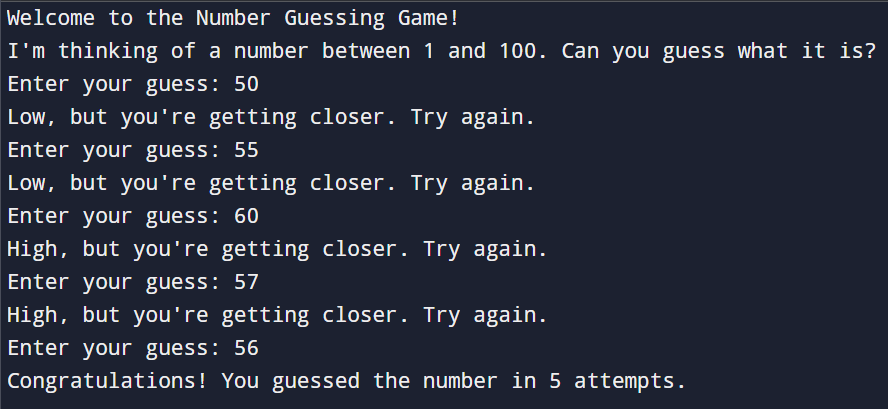 Welcome to the Number Guessing Game!
I'm thinking of a number between 1 and 100. Can you guess what it is?
Enter your guess: 50
Low, but you're getting closer. Try again.
Enter your guess: 55
Low, but you're getting closer. Try again.
Enter your guess: 60
High, but you're getting closer. Try again.
Enter your guess: 57
High, but you're getting closer. Try again.
Enter your guess: 56
Congratulations! You guessed the number in 5 attempts.